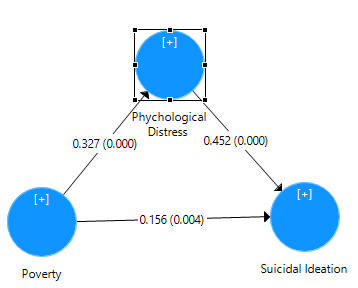 [+]
Phychological
Distress
0.327 (0.000)
0.452 (0.000)
[+]
[+]
0.156 (0.004)
Poverty
Suicidal Ideation